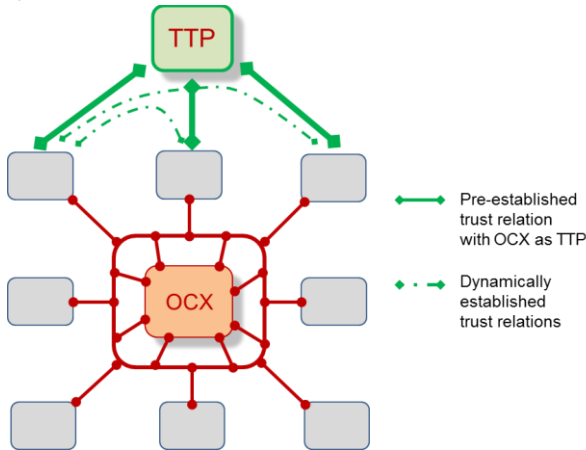 TTP
Pre-established
trust relation
with OCX as TTP
Dynamically
established
trust relations
OCX